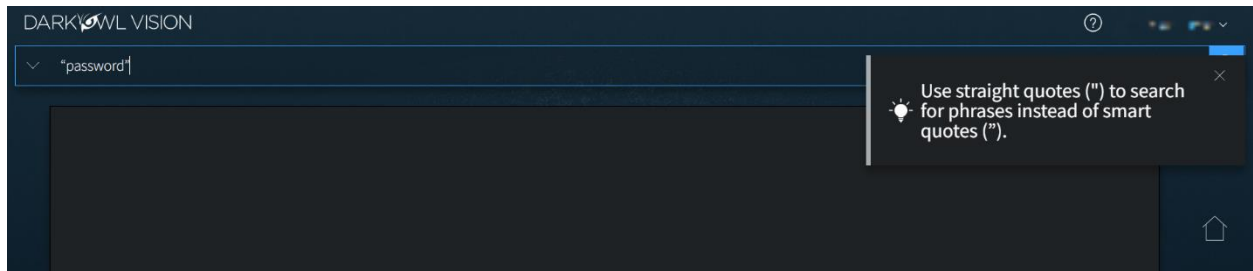 DARKOWL VISION
“password”
Use straight quotes (") to search
for phrases instead of smart
quotes (”).